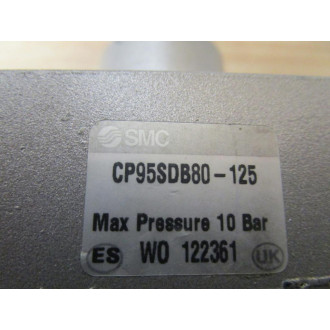 SMC
CP95SDB80-125
Max Pressure 10 Bar
ES WO 122361 UK